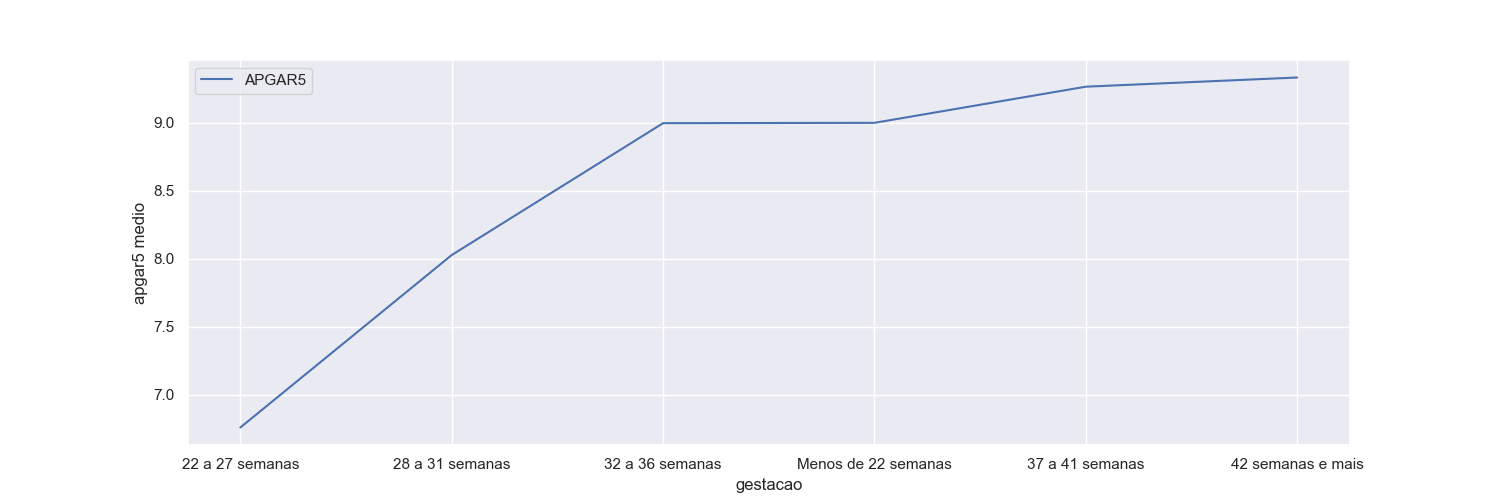 APGAR5
9.0
8.5
8.0
7.5
7.0
apgar5 medio
22 a 27 semanas
28 a 31 semanas
32 a 36 semanas
Menos de 22 semanas
37 a 41 semanas
42 semanas e mais
gestacao